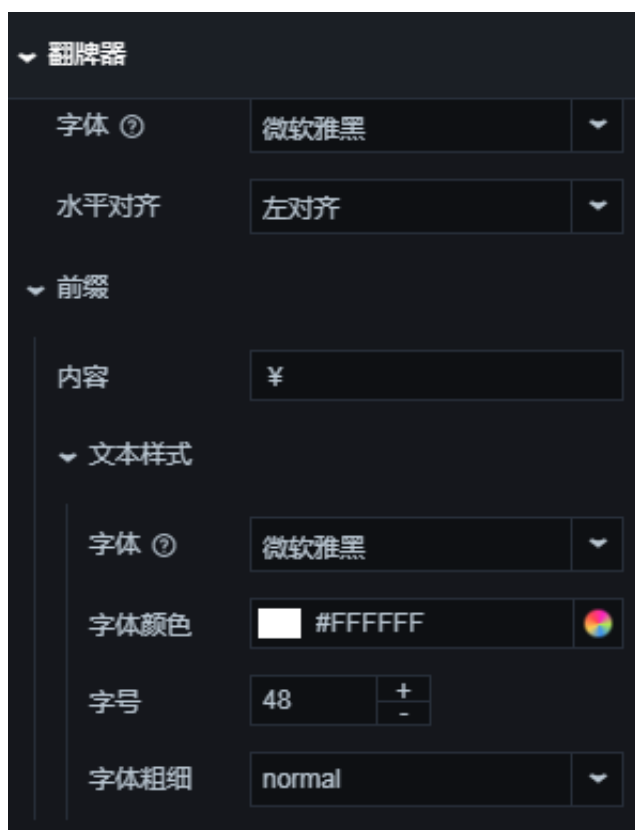 翻牌器
字体 ?
微软雅黑
水平对齐
左对齐
前缀
内容
¥
文本样式
字体 ?
微软雅黑
字体颜色
#FFFFFF
字号
48
+
-
字体粗细
normal